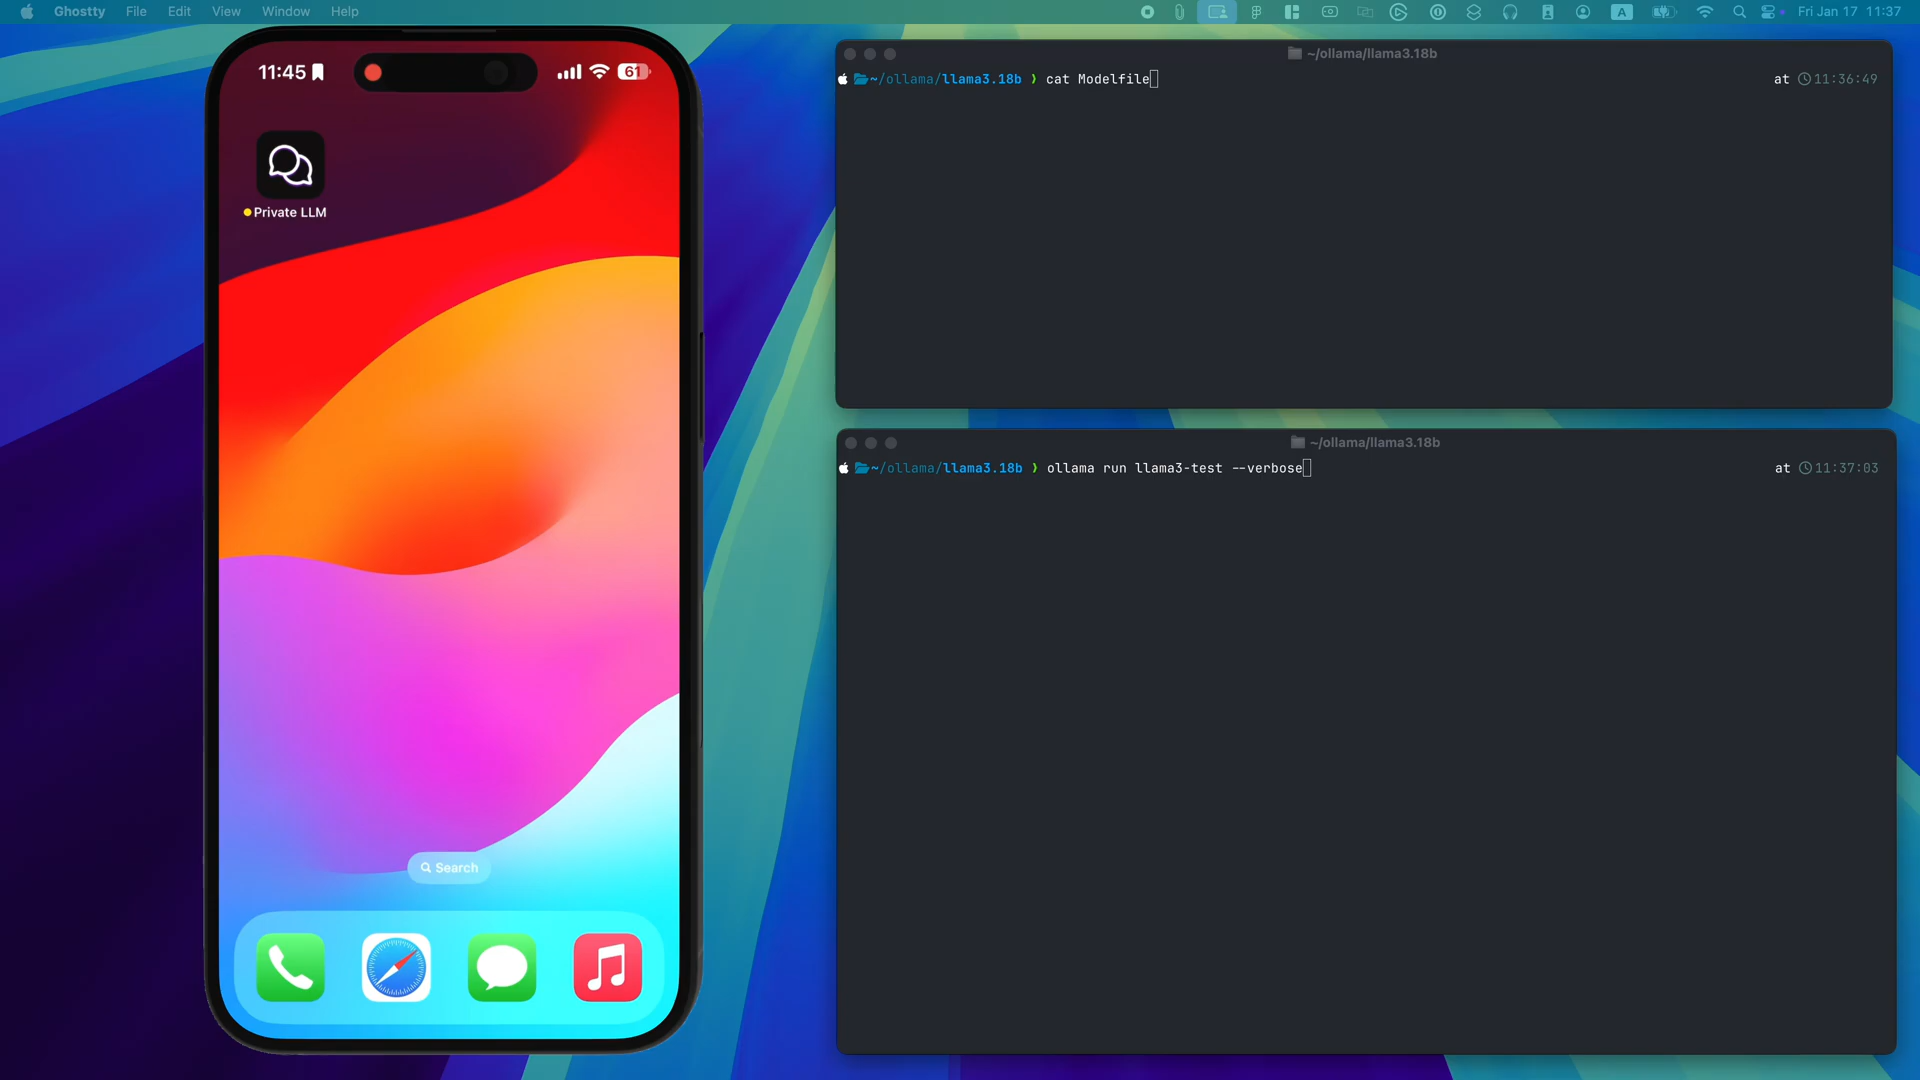 Ghostty File Edit View Window Help
A
Fri Jan 17 11:37
11:45
61
Private LLM
Search
~/ollama/llama3.18b
~/ollama/llama3.18b ❯ cat Modelfile
at 11:36:49
~/ollama/llama3.18b
~/ollama/llama3.18b ❯ ollama run llama3-test --verbose
at 11:37:03